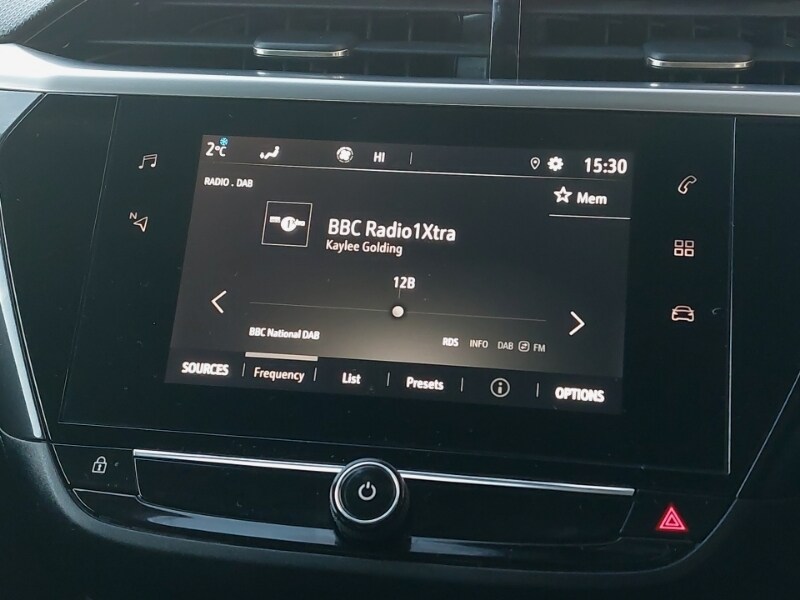 2°C HI 15:30
RADIO . DAB
Mem
BBC Radio1Xtra
Kaylee Golding
12B
BBC National DAB
RDS INFO DAB FM
SOURCES Frequency List Presets OPTIONS
N